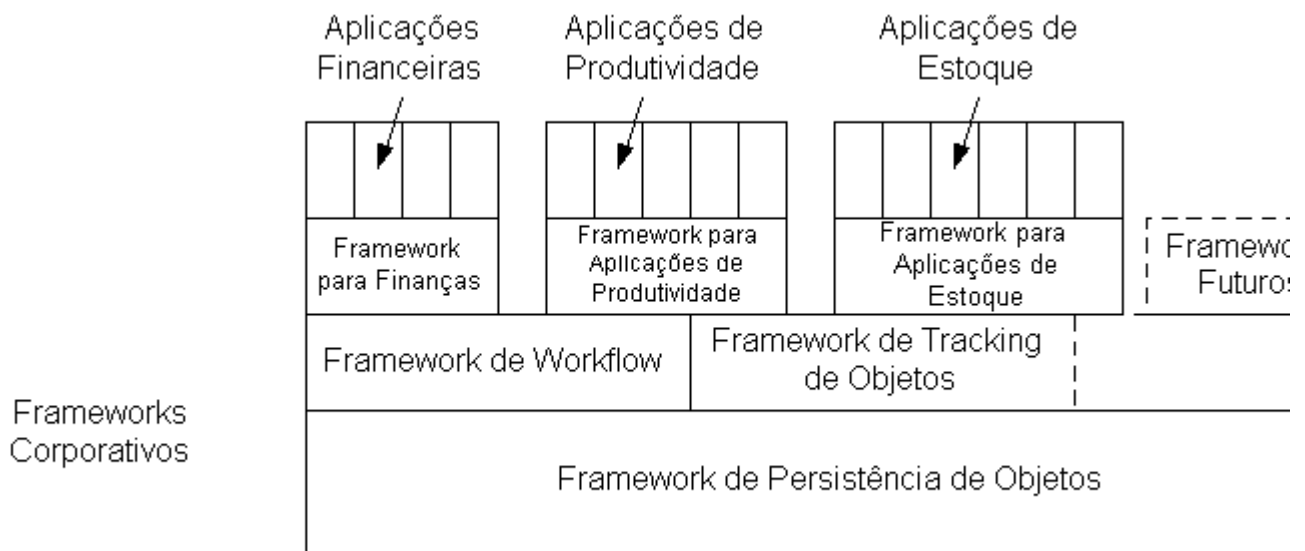 Aplicações
Financeiras
Aplicações de
Produtividade
Aplicações de
Estoque
Framework
para Finanças
Framework para
Aplicações de
Produtividade
Framework para
Aplicações de
Estoque
Futuros
Framework de Workflow
Framework de Tracking
de Objetos
Frameworks
Corporativos
Framework de Persistência de Objetos